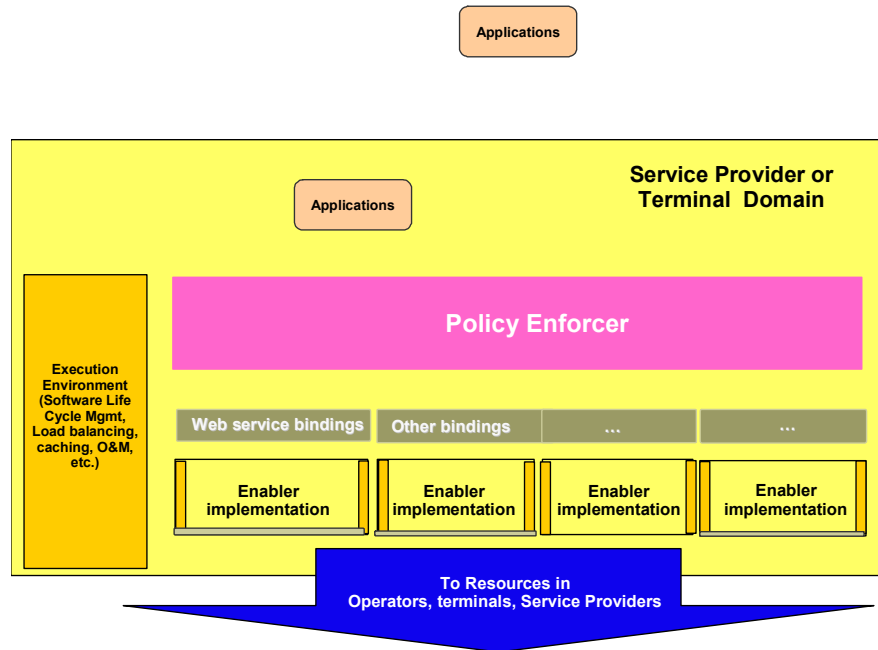 Applications
Service Provider or
Terminal Domain
Applications
Policy Enforcer
Execution
Environment
(Software Life
Cycle Mgmt,
Load balancing,
caching, O&M,
etc.)
Web service bindings
Other bindings
...
...
Enabler
implementation
Enabler
implementation
Enabler
implementation
Enabler
implementation
To Resources in
Operators, terminals, Service Providers